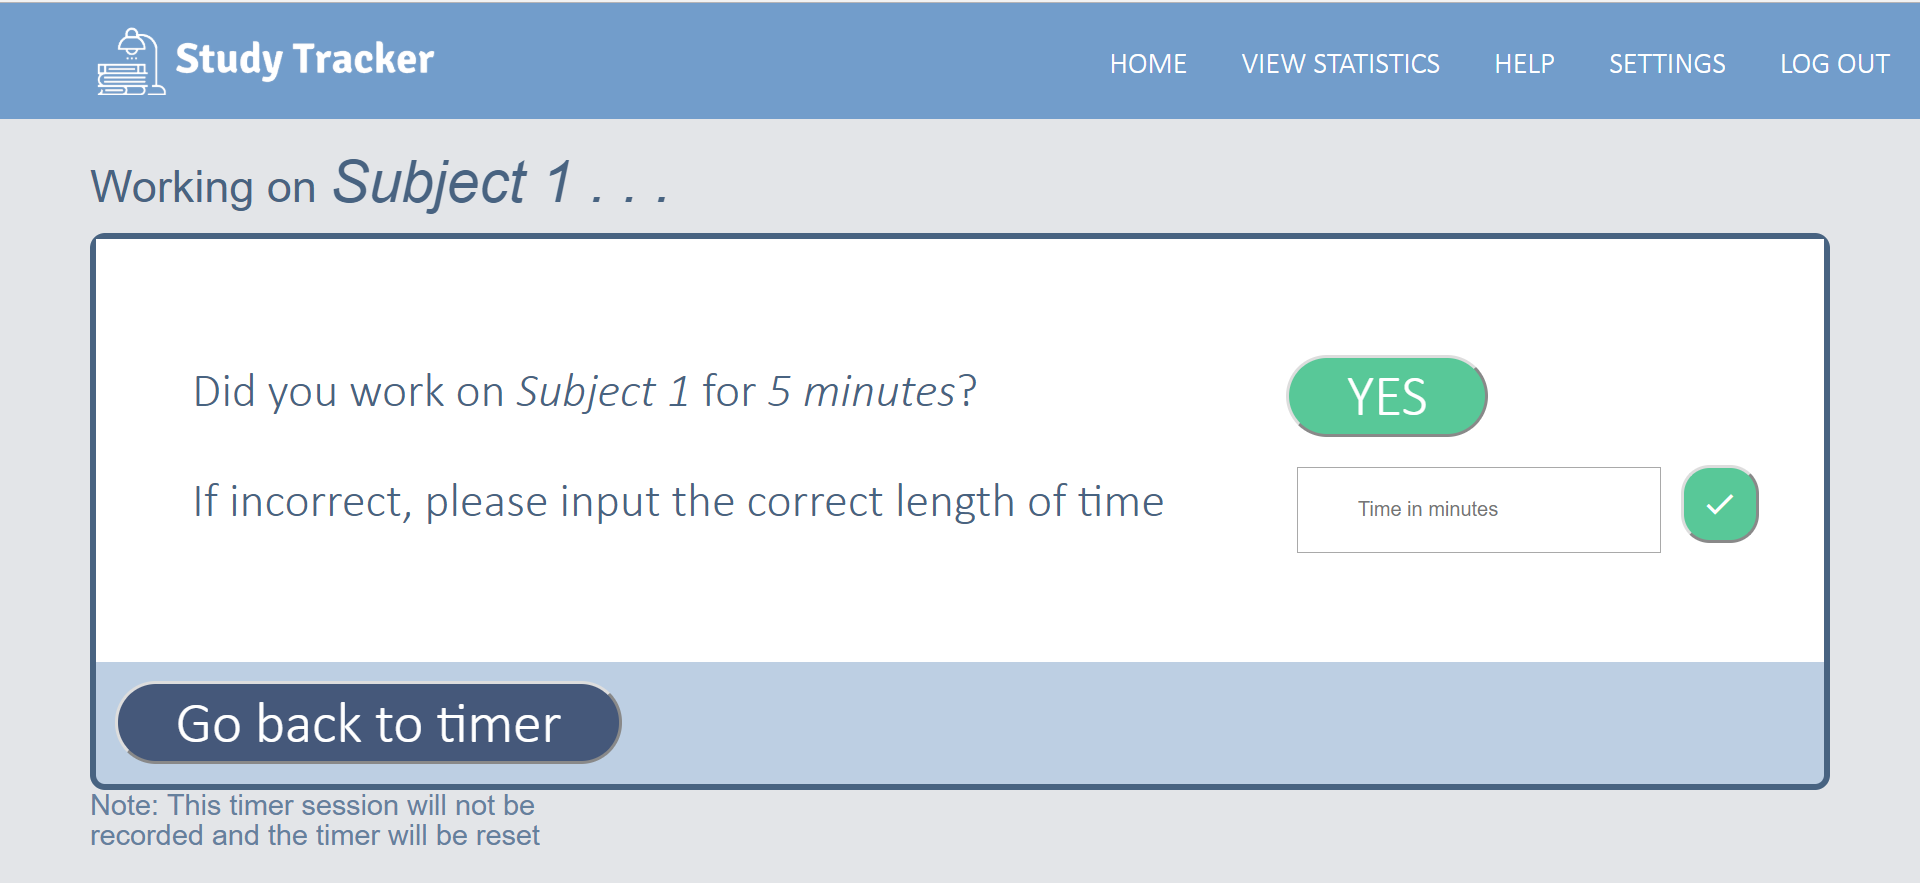 Study Tracker
HOME VIEW STATISTICS HELP SETTINGS LOG OUT
Working on Subject 1 . . .
Did you work on Subject 1 for 5 minutes?
YES
If incorrect, please input the correct length of time
Time in minutes
Go back to timer
Note: This timer session will not be
recorded and the timer will be reset